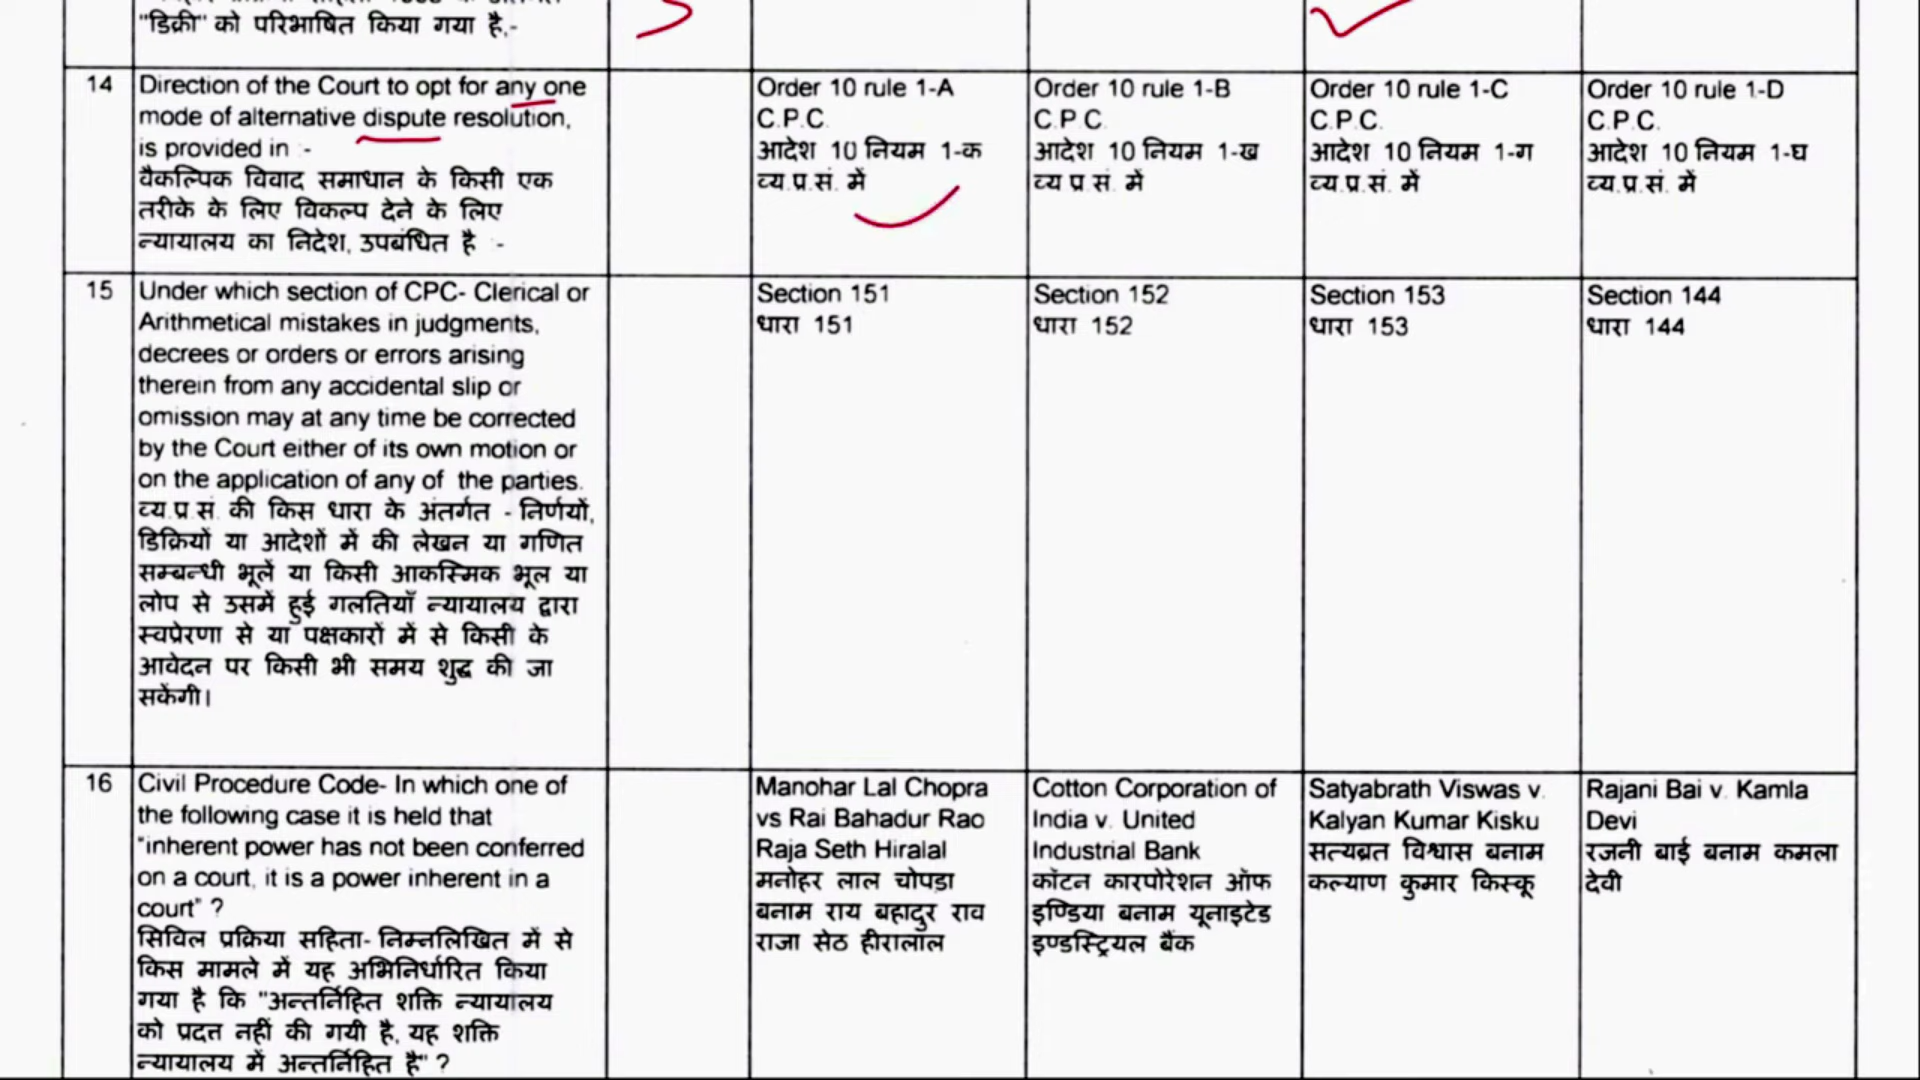 "डिक्री" को परिभाषित किया गया है,-
14
Direction of the Court to opt for any one
mode of alternative dispute resolution,
is provided in :-
वैकल्पिक विवाद समाधान के किसी एक
तरीके के लिए विकल्प देने के लिए
न्यायालय का निदेश, उपबंधित है :-
Order 10 rule 1-A
C.P.C.
आदेश 10 नियम 1-क
व्य.प्र.सं. में
Order 10 rule 1-B
C.P.C.
आदेश 10 नियम 1-ख
व्य.प्र.सं. में
Order 10 rule 1-C
C.P.C.
आदेश 10 नियम 1-ग
व्य.प्र.सं. में
Order 10 rule 1-D
C.P.C.
आदेश 10 नियम 1-घ
व्य.प्र.सं. में
15
Under which section of CPC- Clerical or
Arithmetical mistakes in judgments,
decrees or orders or errors arising
therein from any accidental slip or
omission may at any time be corrected
by the Court either of its own motion or
on the application of any of the parties.
व्य.प्र.सं. की किस धारा के अंतर्गत - निर्णयों,
डिक्रियों या आदेशों में की लेखन या गणित
सम्बन्धी भूलें या किसी आकस्मिक भूल या
लोप से उसमें हुई गलतियाँ न्यायालय द्वारा
स्वप्रेरणा से या पक्षकारों में से किसी के
आवेदन पर किसी भी समय शुद्ध की जा
सकेंगी।
Section 151
धारा 151
Section 152
धारा 152
Section 153
धारा 153
Section 144
धारा 144
16
Civil Procedure Code- In which one of
the following case it is held that
"inherent power has not been conferred
on a court, it is a power inherent in a
court" ?
सिविल प्रक्रिया सहिता- निम्नलिखित में से
किस मामले में यह अभिनिर्धारित किया
गया है कि "अन्तर्निहित शक्ति न्यायालय
को प्रदत्त नहीं की गयी है, यह शक्ति
न्यायालय में अन्तर्निहित है" ?
Manohar Lal Chopra
vs Rai Bahadur Rao
Raja Seth Hiralal
मनोहर लाल चोपड़ा
बनाम राय बहादुर राव
राजा सेठ हीरालाल
Cotton Corporation of
India v. United
Industrial Bank
कॉटन कारपोरेशन ऑफ
इण्डिया बनाम यूनाइटेड
इण्डस्ट्रियल बैंक
Satyabrath Viswas v.
Kalyan Kumar Kisku
सत्यब्रत विश्वास बनाम
कल्याण कुमार किस्कू
Rajani Bai v. Kamla
Devi
रजनी बाई बनाम कमला
देवी